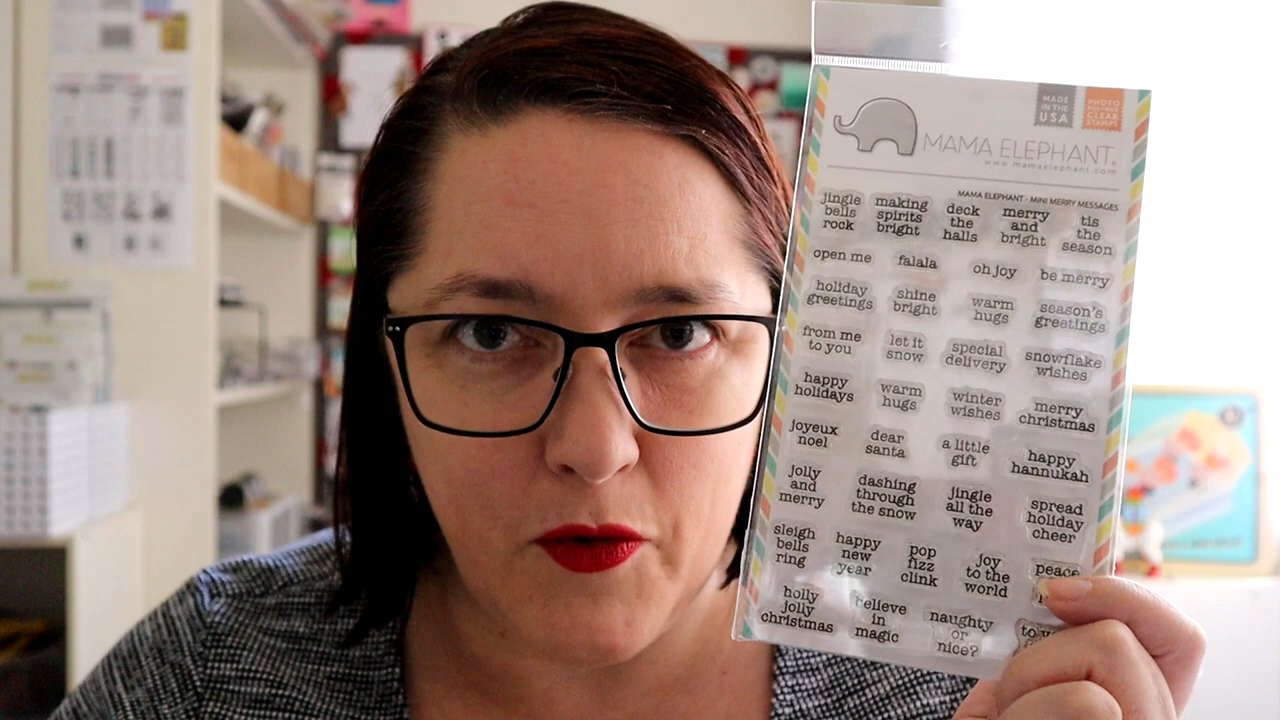 MADE
IN THE
USA
PHOTO
POLYMER
CLEAR
STAMPS
MAMA ELEPHANT
www.mamaelephant.com
MAMA ELEPHANT - MINI MERRY MESSAGES
jingle
bells
rock
making
spirits
bright
deck
the
halls
merry
and
bright
tis
the
season
open me
falala
oh joy
be merry
holiday
greetings
shine
bright
warm
hugs
season's
greetings
from me
to you
let it
snow
special
delivery
snowflake
wishes
happy
holidays
warm
hugs
winter
wishes
merry
christmas
joyeux
noel
dear
santa
a little
gift
happy
hannukah
jolly
and
merry
dashing
through
the snow
jingle
all the
way
spread
holiday
cheer
sleigh
bells
ring
happy
new
year
pop
fizz
clink
joy
to the
world
peace
holly
jolly
christmas
believe
in
magic
naughty
or
nice?
to